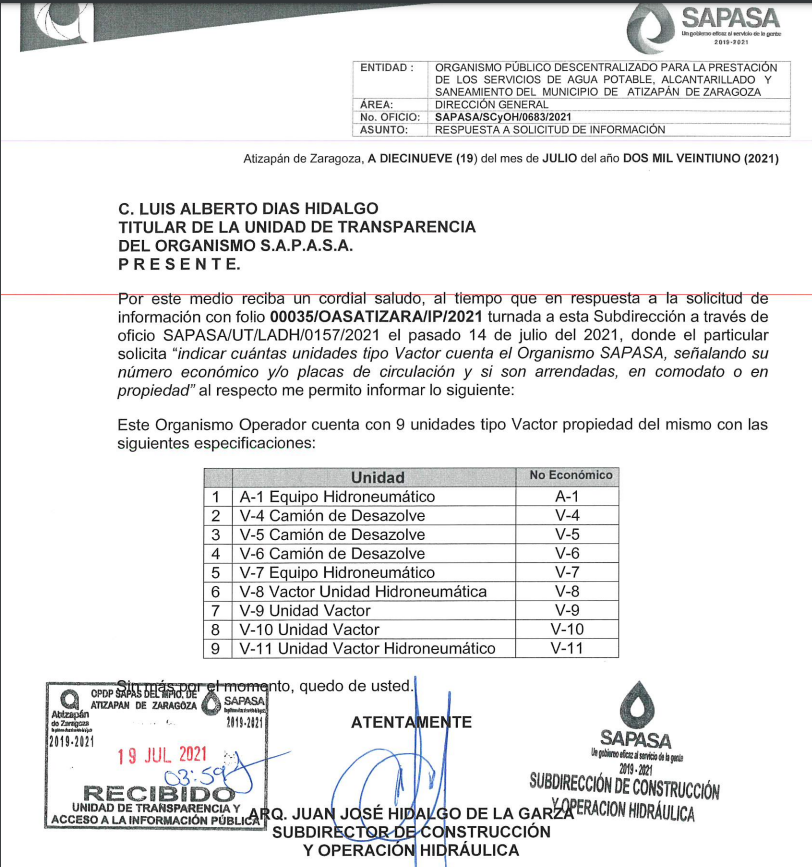 SAPASA
Un gobierno eficaz al servicio de la gente
2019-2021
ENTIDAD : ORGANISMO PÚBLICO DESCENTRALIZADO PARA LA PRESTACIÓN
DE LOS SERVICIOS DE AGUA POTABLE, ALCANTARILLADO Y
SANEAMIENTO DEL MUNICIPIO DE ATIZAPÁN DE ZARAGOZA
ÁREA: DIRECCIÓN GENERAL
No. OFICIO: SAPASA/SCyOH/0683/2021
ASUNTO: RESPUESTA A SOLICITUD DE INFORMACIÓN
Atizapán de Zaragoza, A DIECINUEVE (19) del mes de JULIO del año DOS MIL VEINTIUNO (2021)
C. LUIS ALBERTO DIAS HIDALGO
TITULAR DE LA UNIDAD DE TRANSPARENCIA
DEL ORGANISMO S.A.P.A.S.A.
P R E S E N T E.
Por este medio reciba un cordial saludo, al tiempo que en respuesta a la solicitud de
información con folio 00035/OASATIZARA/IP/2021 turnada a esta Subdirección a través de
oficio SAPASA/UT/LADH/0157/2021 el pasado 14 de julio del 2021, donde el particular
solicita “indicar cuántas unidades tipo Vactor cuenta el Organismo SAPASA, señalando su
número económico y/o placas de circulación y si son arrendadas, en comodato o en
propiedad” al respecto me permito informar lo siguiente:
Este Organismo Operador cuenta con 9 unidades tipo Vactor propiedad del mismo con las
siguientes especificaciones:
Unidad No Económico
1 A-1 Equipo Hidroneumático A-1
2 V-4 Camión de Desazolve V-4
3 V-5 Camión de Desazolve V-5
4 V-6 Camión de Desazolve V-6
5 V-7 Equipo Hidroneumático V-7
6 V-8 Vactor Unidad Hidroneumática V-8
7 V-9 Unidad Vactor V-9
8 V-10 Unidad Vactor V-10
9 V-11 Unidad Vactor Hidroneumático V-11
Sin más por el momento, quedo de usted.
OPDP SAPAS DEL MPIO. DE
ATIZAPÁN DE ZARAGOZA
Atizapán
de Zaragoza
2019-2021
SAPASA
2019-2021
19 JUL 2021
03:59
RECIBIDO
UNIDAD DE TRANSPARENCIA Y
ACCESO A LA INFORMACIÓN PÚBLICA
ATENTAMENTE
ARQ. JUAN JOSÉ HIDALGO DE LA GARZA
SUBDIRECTOR DE CONSTRUCCIÓN
Y OPERACIÓN HIDRÁULICA
SAPASA
Un gobierno eficaz al servicio de la gente
2019 - 2021
SUBDIRECCIÓN DE CONSTRUCCIÓN
Y OPERACION HIDRÁULICA